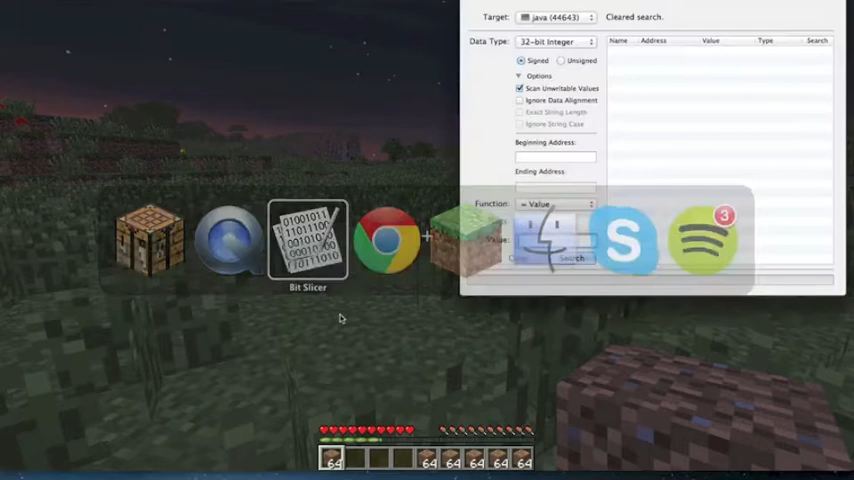 Target: java (44643) Cleared search.
Data Type: 32-bit Integer
Name Address Value Type Search
Signed Unsigned
Options
Scan Unwritable Values
Ignore Data Alignment
Exact String Length
Ignore String Case
Beginning Address:
Ending Address:
Function: = Value
Value:
Search
01001011
3
Bit Slicer
64 64 64 64 64 64